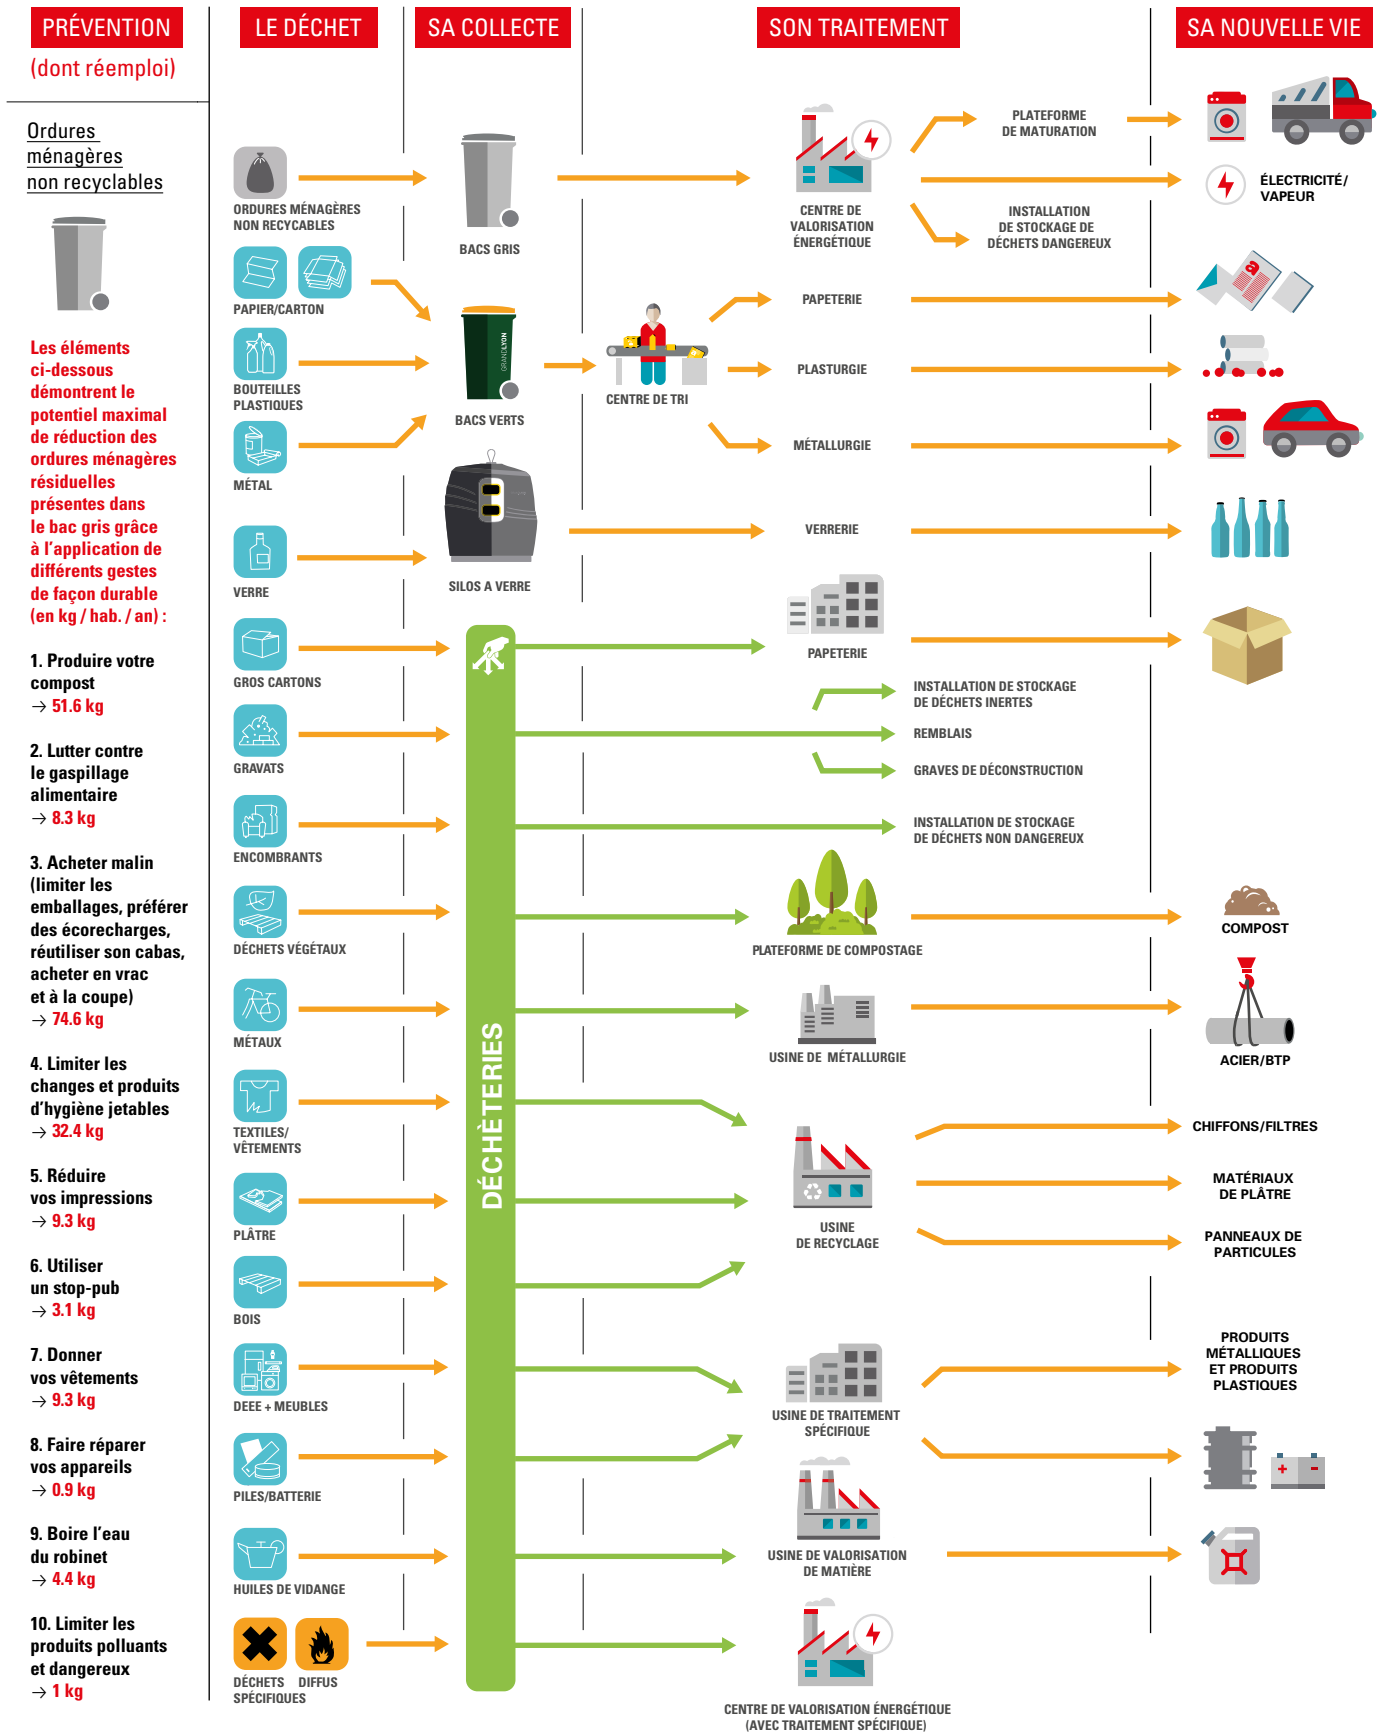 PRÉVENTION
(dont réemploi)
Ordures
ménagères
non recyclables
Les éléments
ci-dessous
démontrent le
potentiel maximal
de réduction des
ordures ménagères
résiduelles
présentes dans
le bac gris grâce
à l'application de
différents gestes
de façon durable
(en kg / hab. / an) :
1. Produire votre
compost
→ 51.6 kg
2. Lutter contre
le gaspillage
alimentaire
→ 8.3 kg
3. Acheter malin
(limiter les
emballages, préférer
des écorecharges,
réutiliser son cabas,
acheter en vrac
et à la coupe)
→ 74.6 kg
4. Limiter les
changes et produits
d'hygiène jetables
→ 32.4 kg
5. Réduire
vos impressions
→ 9.3 kg
6. Utiliser
un stop-pub
→ 3.1 kg
7. Donner
vos vêtements
→ 9.3 kg
8. Faire réparer
vos appareils
→ 0.9 kg
9. Boire l'eau
du robinet
→ 4.4 kg
10. Limiter les
produits polluants
et dangereux
→ 1 kg
LE DÉCHET
ORDURES MÉNAGÈRES
NON RECYCABLES
PAPIER/CARTON
BOUTEILLES
PLASTIQUES
MÉTAL
VERRE
GROS CARTONS
GRAVATS
ENCOMBRANTS
DÉCHETS VÉGÉTAUX
MÉTAUX
TEXTILES/
VÊTEMENTS
PLÂTRE
BOIS
DEEE + MEUBLES
PILES/BATTERIE
HUILES DE VIDANGE
DÉCHETS DIFFUS
SPÉCIFIQUES
SA COLLECTE
BACS GRIS
GRANDLYON
BACS VERTS
SILOS A VERRE
DÉCHÈTERIES
SON TRAITEMENT
CENTRE DE
VALORISATION
ÉNERGÉTIQUE
PLATEFORME
DE MATURATION
INSTALLATION
DE STOCKAGE DE
DÉCHETS DANGEREUX
CENTRE DE TRI
PAPETERIE
PLASTURGIE
MÉTALLURGIE
VERRERIE
PAPETERIE
INSTALLATION DE STOCKAGE
DE DÉCHETS INERTES
REMBLAIS
GRAVES DE DÉCONSTRUCTION
INSTALLATION DE STOCKAGE
DE DÉCHETS NON DANGEREUX
PLATEFORME DE COMPOSTAGE
USINE DE MÉTALLURGIE
USINE
DE RECYCLAGE
USINE DE TRAITEMENT
SPÉCIFIQUE
USINE DE VALORISATION
DE MATIÈRE
CENTRE DE VALORISATION ÉNERGÉTIQUE
(AVEC TRAITEMENT SPÉCIFIQUE)
SA NOUVELLE VIE
ÉLECTRICITÉ/
VAPEUR
a
COMPOST
ACIER/BTP
CHIFFONS/FILTRES
MATÉRIAUX
DE PLÂTRE
PANNEAUX DE
PARTICULES
PRODUITS
MÉTALLIQUES
ET PRODUITS
PLASTIQUES
+ -